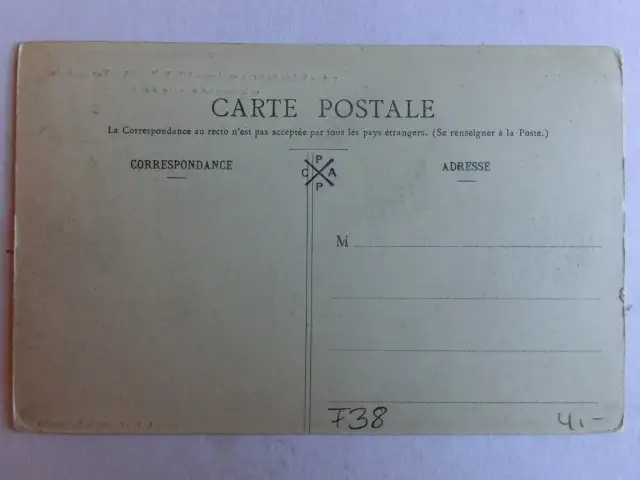 CARTE POSTALE
La Correspondance au recto n'est pas acceptée par tous les pays étrangers. (Se renseigner à la Poste.)
CORRESPONDANCE
P
C A
P
ADRESSE
M
738
4,-